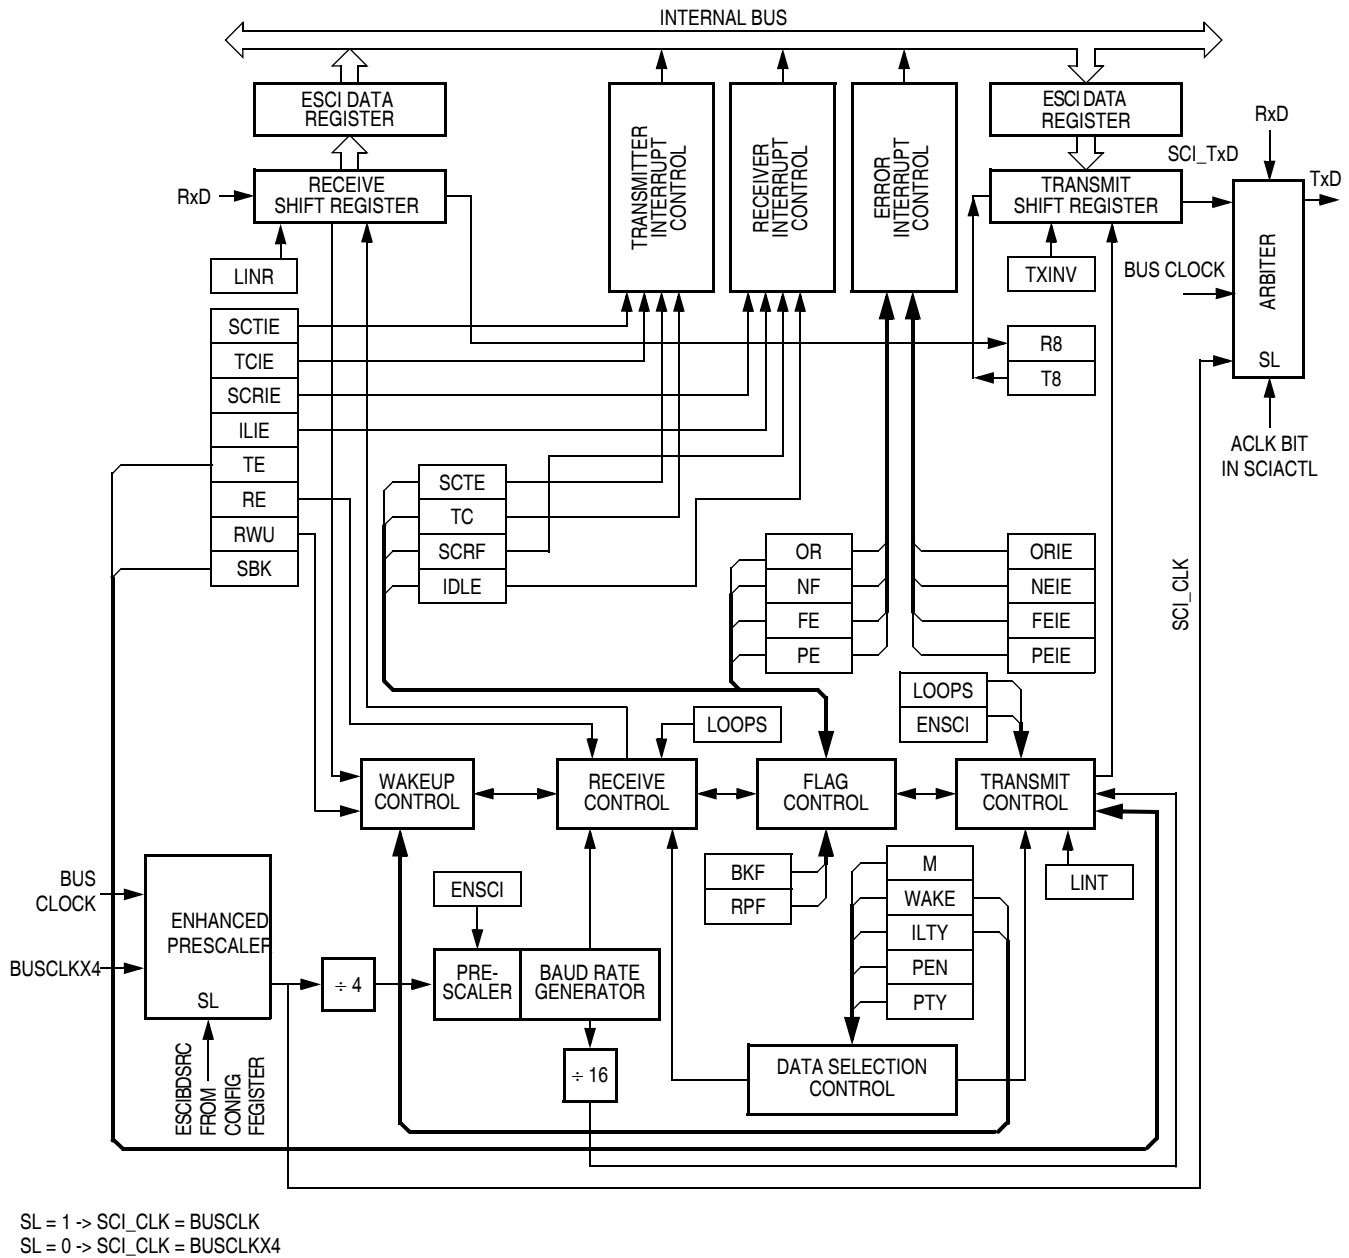 INTERNAL BUS
ESCI DATA
REGISTER
RECEIVE
SHIFT REGISTER
RxD
LINR
TRANSMITTER
INTERRUPT
CONTROL
RECEIVER
INTERRUPT
CONTROL
ERROR
INTERRUPT
CONTROL
ESCI DATA
REGISTER
TRANSMIT
SHIFT REGISTER
SCI_TxD
RxD
TxD
TXINV
BUS CLOCK
ARBITER
SL
ACLK BIT
IN SCIACTL
R8
T8
SCTIE
TCIE
SCRIE
ILIE
TE
RE
RWU
SBK
SCTE
TC
SCRF
IDLE
OR
NF
FE
PE
ORIE
NEIE
FEIE
PEIE
SCI_CLK
LOOPS
ENSCI
LOOPS
WAKEUP
CONTROL
RECEIVE
CONTROL
FLAG
CONTROL
TRANSMIT
CONTROL
BKF
RPF
M
WAKE
ILTY
PEN
PTY
LINT
BUS
CLOCK
BUSCLKX4
ENHANCED
PRESCALER
SL
ESCIBDSRC
FROM
CONFIG
FEGISTER
÷ 4
ENSCI
PRE-
SCALER
BAUD RATE
GENERATOR
÷ 16
DATA SELECTION
CONTROL
SL = 1 -> SCI_CLK = BUSCLK
SL = 0 -> SCI_CLK = BUSCLKX4